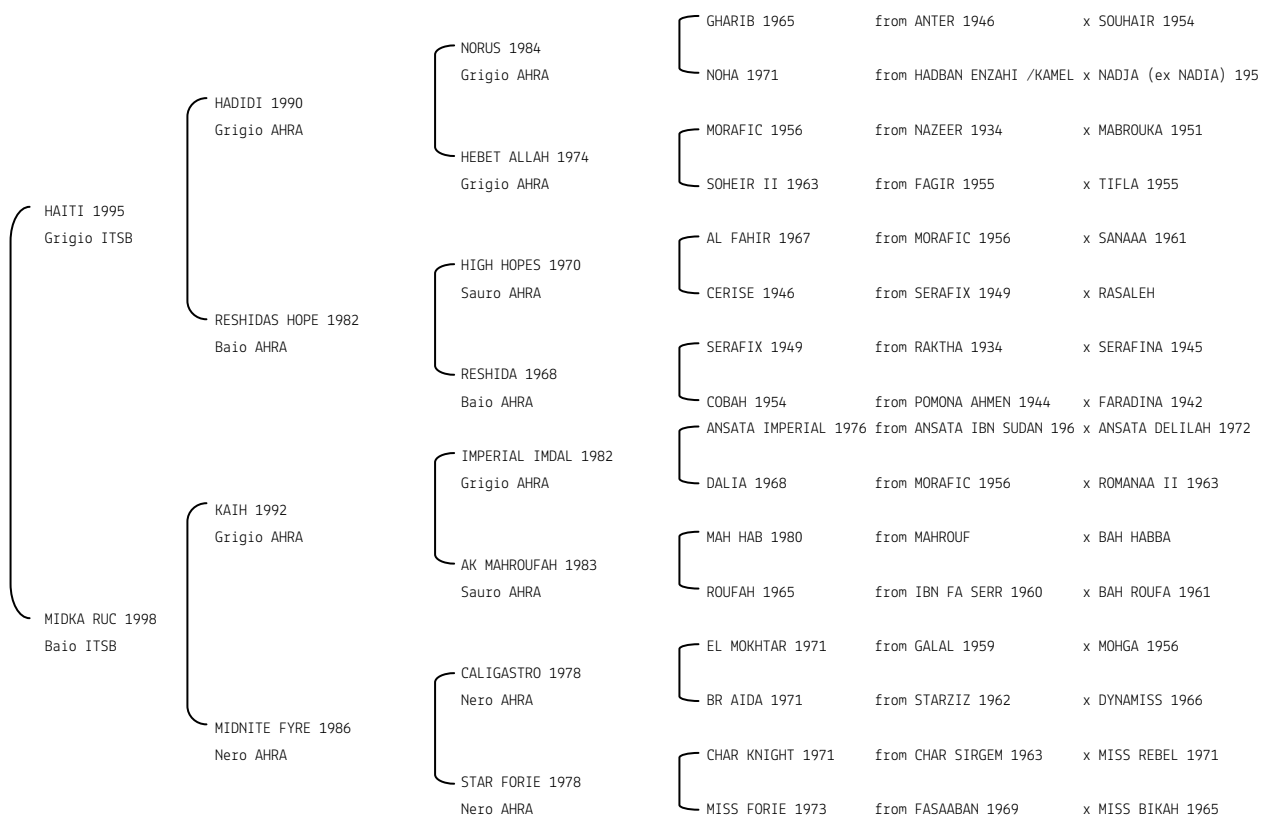 GHARIB 1965 from ANTER 1946 x SOUHAIR 1954
NORUS 1984
Grigio AHRA
NOHA 1971 from HADBAN ENZAHI /KAMEL x NADJA (ex NADIA) 195
HADIDI 1990
Grigio AHRA
MORAFIC 1956 from NAZEER 1934 x MABROUKA 1951
HEBET ALLAH 1974
Grigio AHRA
SOHEIR II 1963 from FAGIR 1955 x TIFLA 1955
HAITI 1995
Grigio ITSB
AL FAHIR 1967 from MORAFIC 1956 x SANAAA 1961
HIGH HOPES 1970
Sauro AHRA
CERISE 1946 from SERAFIX 1949 x RASALEH
RESHIDAS HOPE 1982
Baio AHRA
SERAFIX 1949 from RAKTHA 1934 x SERAFINA 1945
RESHIDA 1968
Baio AHRA
COBAH 1954 from POMONA AHMEN 1944 x FARADINA 1942
ANSATA IMPERIAL 1976 from ANSATA IBN SUDAN 196 x ANSATA DELILAH 1972
IMPERIAL IMDAL 1982
Grigio AHRA
DALIA 1968 from MORAFIC 1956 x ROMANAA II 1963
KAIH 1992
Grigio AHRA
MAH HAB 1980 from MAHROUF x BAH HABBA
AK MAHROUFAH 1983
Sauro AHRA
ROUFAH 1965 from IBN FA SERR 1960 x BAH ROUFA 1961
MIDKA RUC 1998
Baio ITSB
EL MOKHTAR 1971 from GALAL 1959 x MOHGA 1956
CALIGASTRO 1978
Nero AHRA
BR AIDA 1971 from STARZIZ 1962 x DYNAMISS 1966
MIDNITE FYRE 1986
Nero AHRA
CHAR KNIGHT 1971 from CHAR SIRGEM 1963 x MISS REBEL 1971
STAR FORIE 1978
Nero AHRA
MISS FORIE 1973 from FASAABAN 1969 x MISS BIKAH 1965